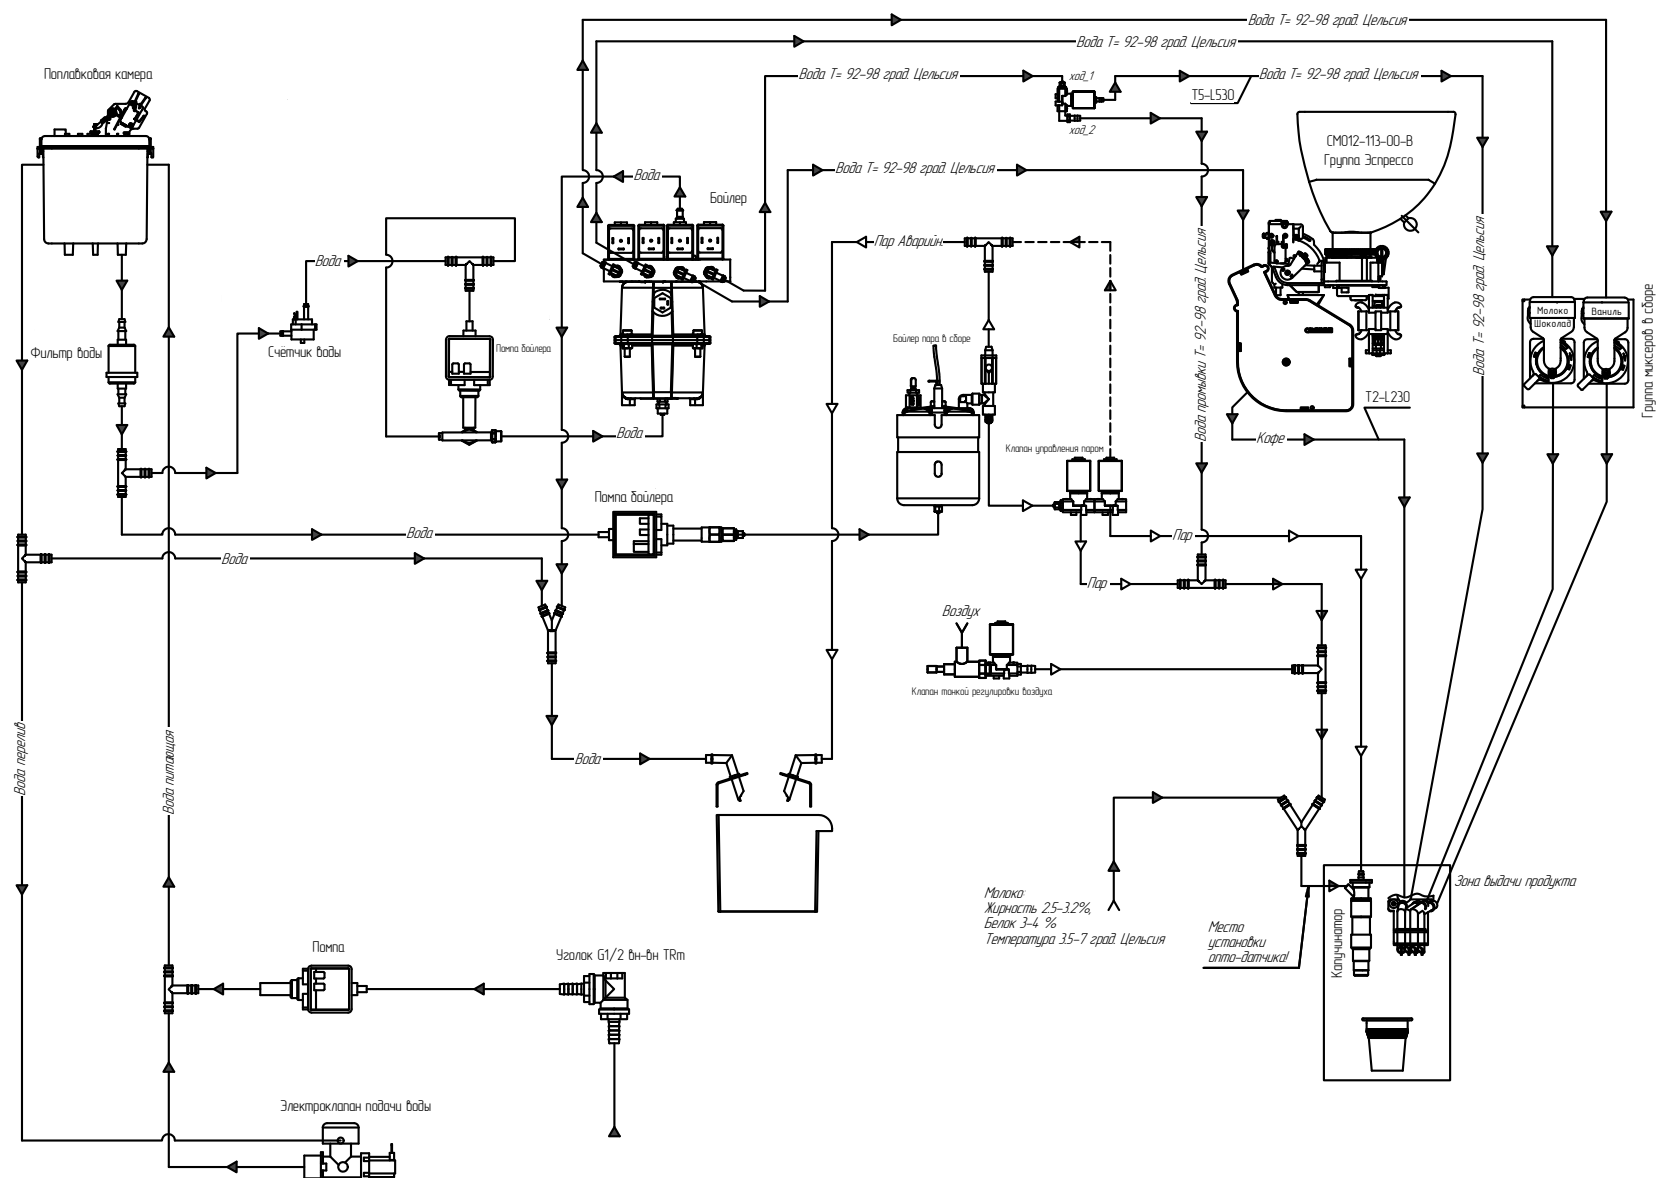 Вода T= 92-98 град. Цельсия
Вода T= 92-98 град. Цельсия
Поплавковая камера
Вода T= 92-98 град. Цельсия
ход_1
Вода T= 92-98 град. Цельсия
T5-L530
ход_2
СМ012-113-00-В
Группа Эспрессо
Вода T= 92-98 град. Цельсия
Вода
Бойлер
Пар Аварийн.
Вода
Вода промывки T= 92-98 град. Цельсия
Вода T= 92-98 град. Цельсия
Молоко
Шоколад
Ваниль
Группа миксеров в сборе
Фильтр воды
Счётчик воды
Помпа бойлера
Бойлер пара в сборе
T2-L230
Вода
Кофе
Клапан управления паром
Помпа бойлера
Вода
Пар
Вода
Пар
Воздух
Клапан тонкой регулировки воздуха
Вода перелив
Вода питающая
Вода
Молоко:
Жирность 2.5-3.2%,
Белок 3-4 %
Температура 3.5-7 град. Цельсия
Место
установки
опто-датчика!
Капучинатор
Зона выдачи продукта
Помпа
Уголок G1/2 вн-вн TRm
Электроклапан подачи воды